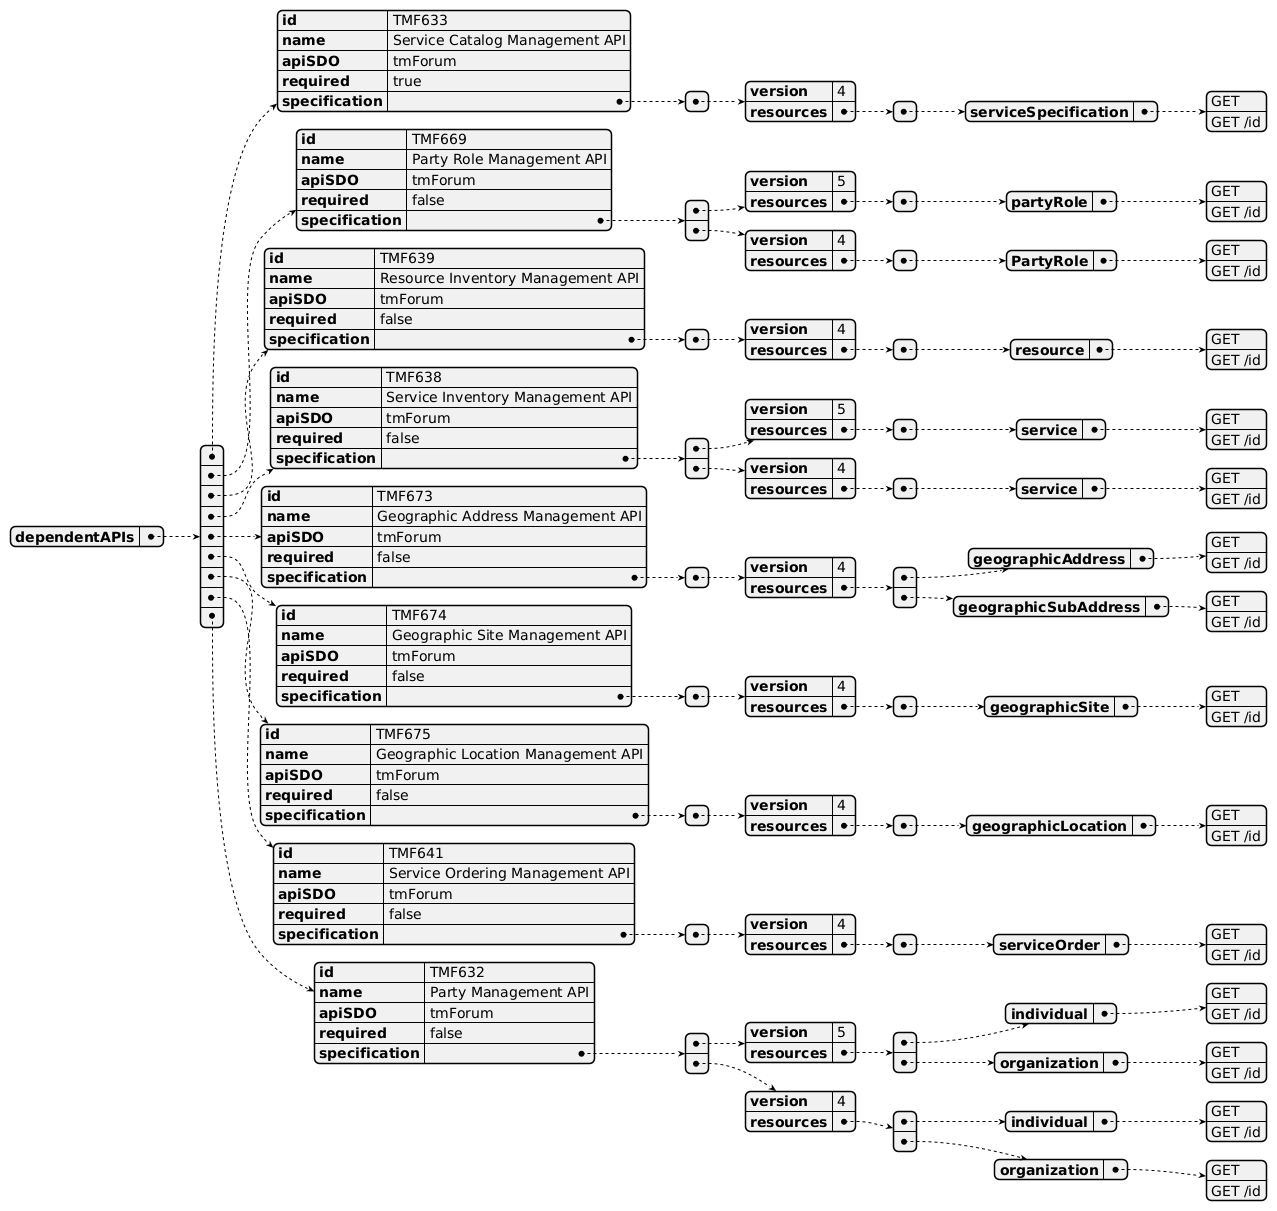 dependentAPIs
id TMF633
name Service Catalog Management API
apiSDO tmForum
required true
specification
version 4
resources
serviceSpecification
GET
GET /id
id TMF669
name Party Role Management API
apiSDO tmForum
required false
specification
version 5
resources
partyRole
GET
GET /id
version 4
resources
PartyRole
GET
GET /id
id TMF639
name Resource Inventory Management API
apiSDO tmForum
required false
specification
version 4
resources
resource
GET
GET /id
id TMF638
name Service Inventory Management API
apiSDO tmForum
required false
specification
version 5
resources
service
GET
GET /id
version 4
resources
service
GET
GET /id
id TMF673
name Geographic Address Management API
apiSDO tmForum
required false
specification
version 4
resources
geographicAddress
GET
GET /id
geographicSubAddress
GET
GET /id
id TMF674
name Geographic Site Management API
apiSDO tmForum
required false
specification
version 4
resources
geographicSite
GET
GET /id
id TMF675
name Geographic Location Management API
apiSDO tmForum
required false
specification
version 4
resources
geographicLocation
GET
GET /id
id TMF641
name Service Ordering Management API
apiSDO tmForum
required false
specification
version 4
resources
serviceOrder
GET
GET /id
id TMF632
name Party Management API
apiSDO tmForum
required false
specification
version 5
resources
individual
GET
GET /id
organization
GET
GET /id
version 4
resources
individual
GET
GET /id
organization
GET
GET /id